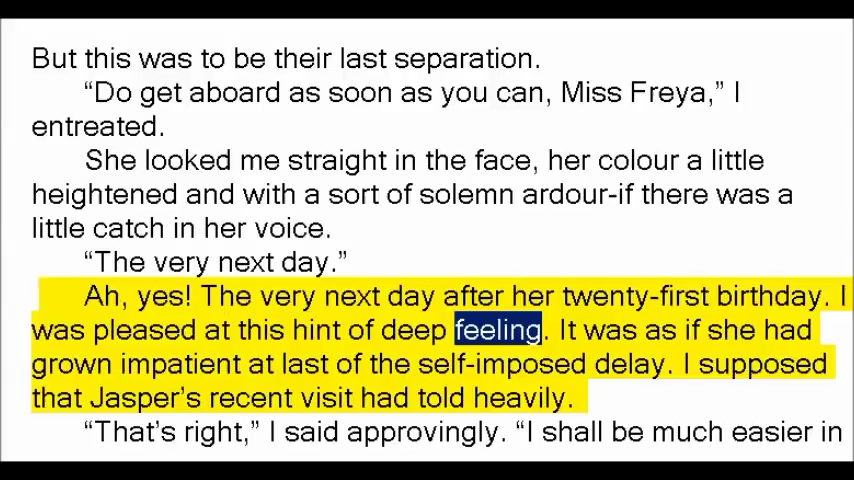 But this was to be their last separation.
“Do get aboard as soon as you can, Miss Freya,” I
entreated.
She looked me straight in the face, her colour a little
heightened and with a sort of solemn ardour-if there was a
little catch in her voice.
“The very next day.”
Ah, yes! The very next day after her twenty-first birthday. I
was pleased at this hint of deep feeling. It was as if she had
grown impatient at last of the self-imposed delay. I supposed
that Jasper’s recent visit had told heavily.
“That’s right,” I said approvingly. “I shall be much easier in